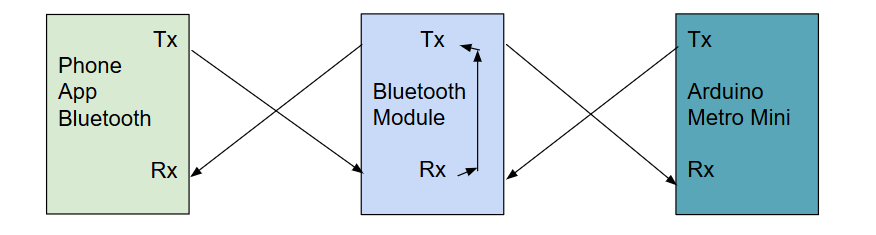 Tx
Phone
App
Bluetooth
Rx
Tx
Bluetooth
Module
Rx
Tx
Arduino
Metro Mini
Rx